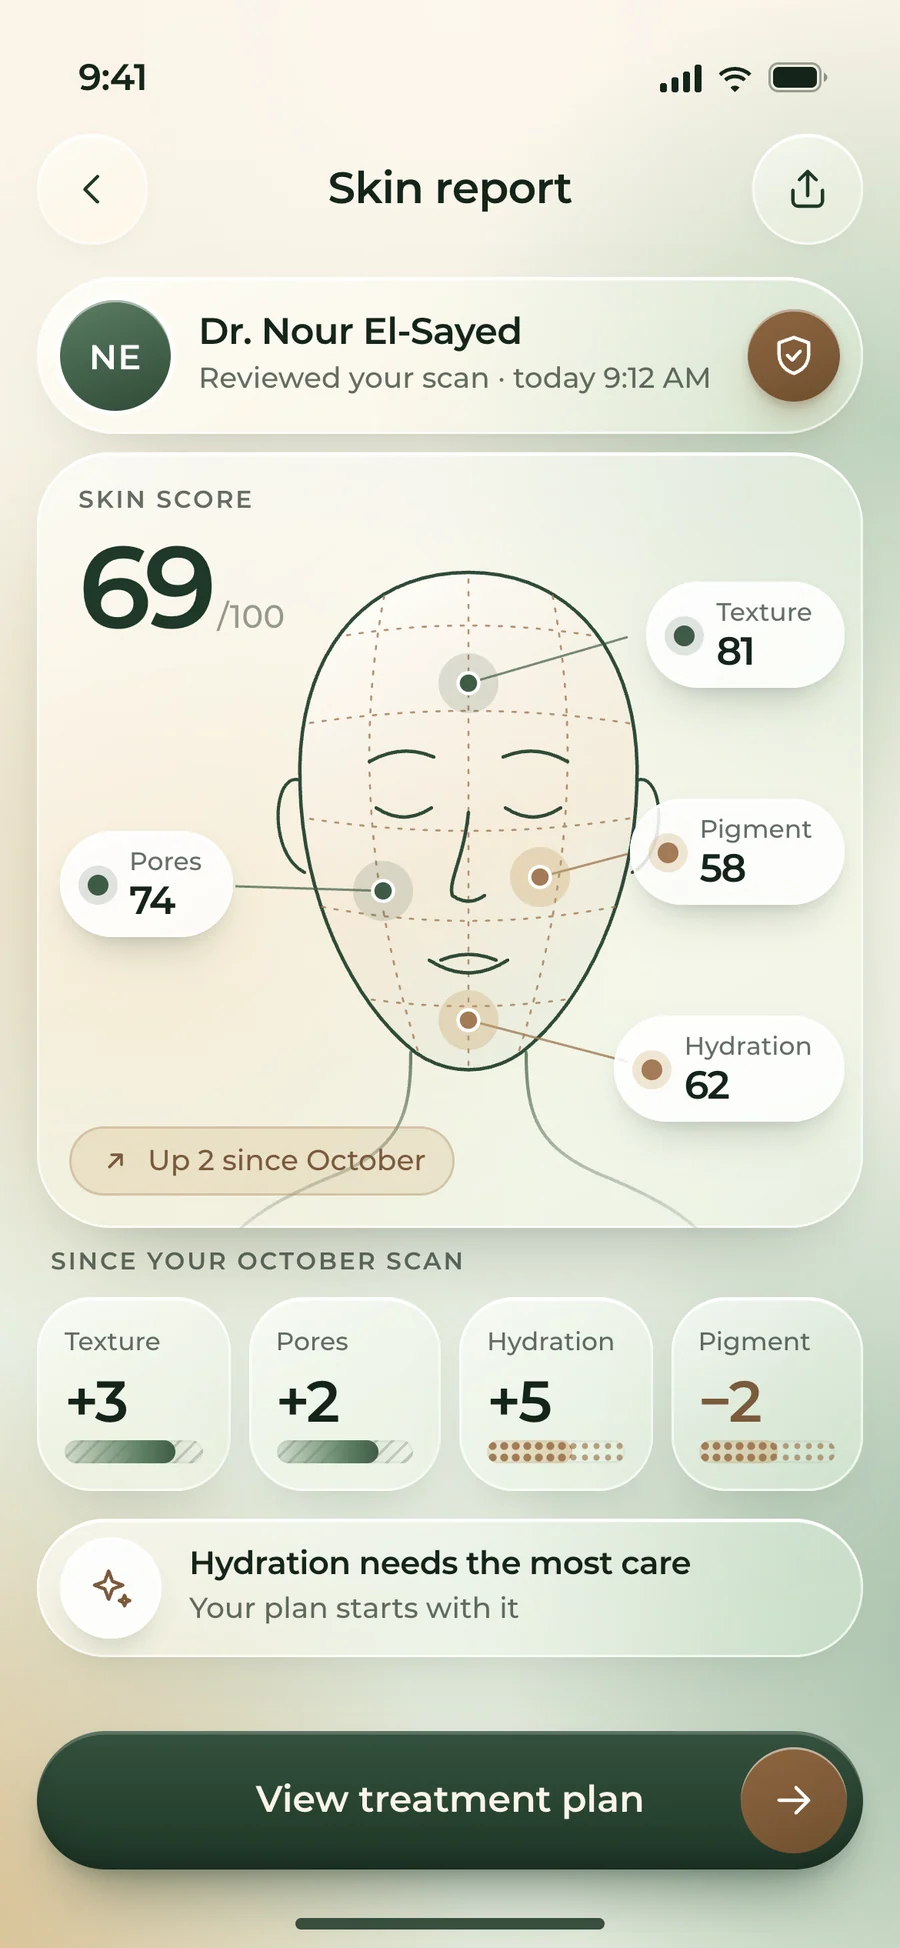 9:41
Skin report
NE
Dr. Nour El-Sayed
Reviewed your scan · today 9:12 AM
SKIN SCORE
69/100
Texture
81
Pigment
58
Pores
74
Hydration
62
Up 2 since October
SINCE YOUR OCTOBER SCAN
Texture
+3
Pores
+2
Hydration
+5
Pigment
−2
Hydration needs the most care
Your plan starts with it
View treatment plan